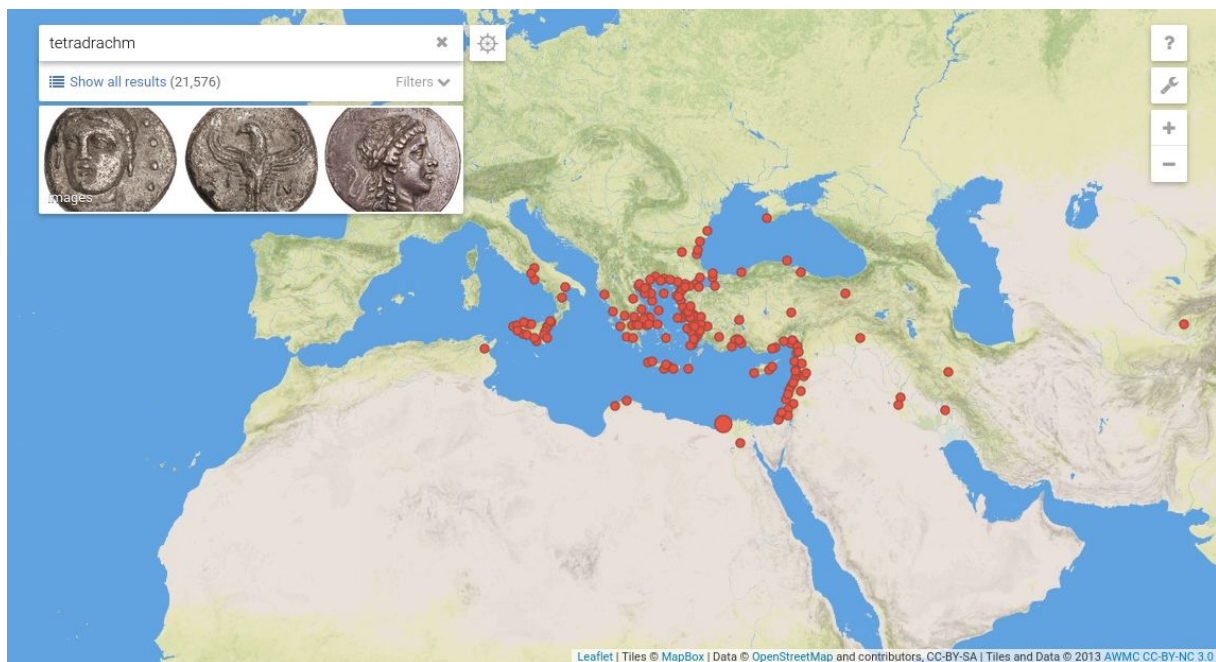 tetradrachm ✖
Show all results (21,576) Filters
images
?
+
−
Leaflet | Tiles © MapBox | Data © OpenStreetMap and contributors, CC-BY-SA | Tiles and Data © 2013 AWMC CC-BY-NC 3.0